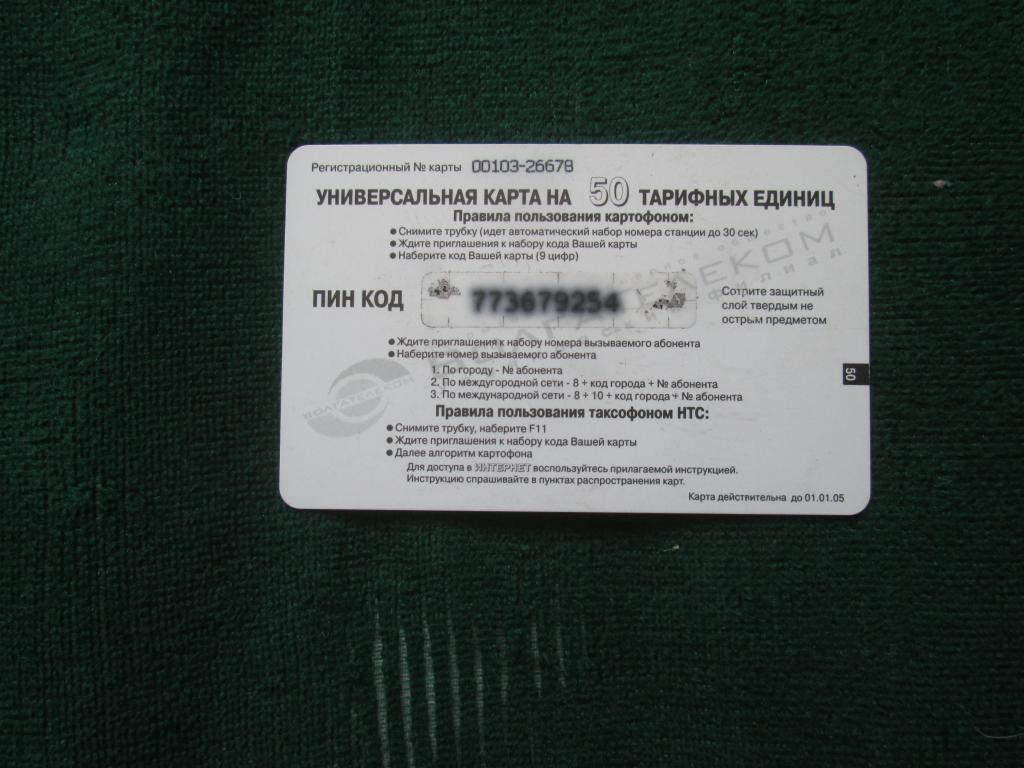 Регистрационный № карты 00103-26678
УНИВЕРСАЛЬНАЯ КАРТА НА 50 ТАРИФНЫХ ЕДИНИЦ
Правила пользования картофоном:
● Снимите трубку (идет автоматический набор номера станции до 30 сек)
● Ждите приглашения к набору кода Вашей карты
● Наберите код Вашей карты (9 цифр)
ПИН КОД 773679254
Сотрите защитный
слой твердым не
острым предметом
● Ждите приглашения к набору номера вызываемого абонента
● Наберите номер вызываемого абонента
1. По городу - № абонента
2. По междугородной сети - 8 + код города + № абонента
3. По международной сети - 8 + 10 + код города + № абонента
50
Правила пользования таксофоном НТС:
● Снимите трубку, наберите F11
● Ждите приглашения к набору кода Вашей карты
● Далее алгоритм картофона
Для доступа в ИНТЕРНЕТ воспользуйтесь прилагаемой инструкцией.
Инструкцию спрашивайте в пунктах распространения карт.
Карта действительна до 01.01.05
ВОЛГАТЕЛЕКОМ
ВОЛГАТЕЛЕКОМ
филиал